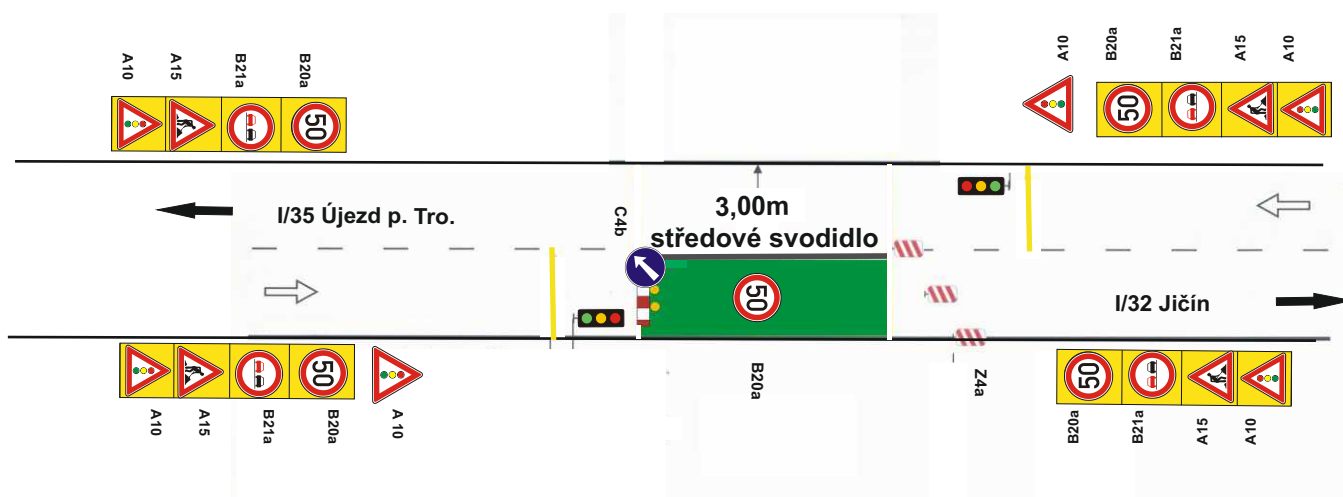 A10
A15
B21a
B20a
50
A10
B20a
B21a
A15
A10
50
I/35 Újezd p. Tro.
C4b
3,00m
středové svodidlo
50
I/32 Jičín
50
A10
A15
B21a
B20a
A 10
B20a
Z4a
50
B20a
B21a
A15
A10